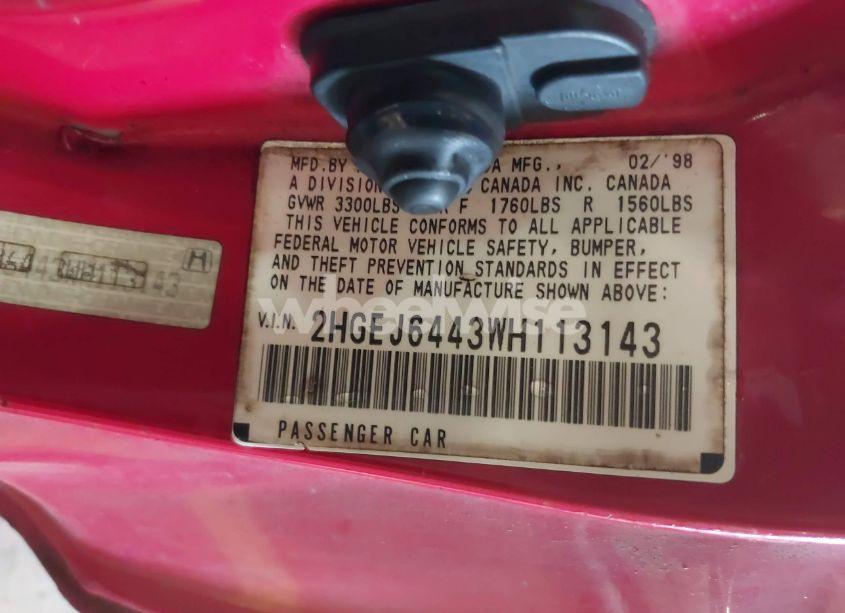 MFD.BY DA MFG., 02/'98
A DIVISION CANADA INC. CANADA
GVWR 3300LBS F 1760LBS R 1560LBS
THIS VEHICLE CONFORMS TO ALL APPLICABLE
FEDERAL MOTOR VEHICLE SAFETY, BUMPER,
AND THEFT PREVENTION STANDARDS IN EFFECT
ON THE DATE OF MANUFACTURE SHOWN ABOVE:
wheelwise
V.I.N. 2HGEJ6443WH113143
PASSENGER CAR